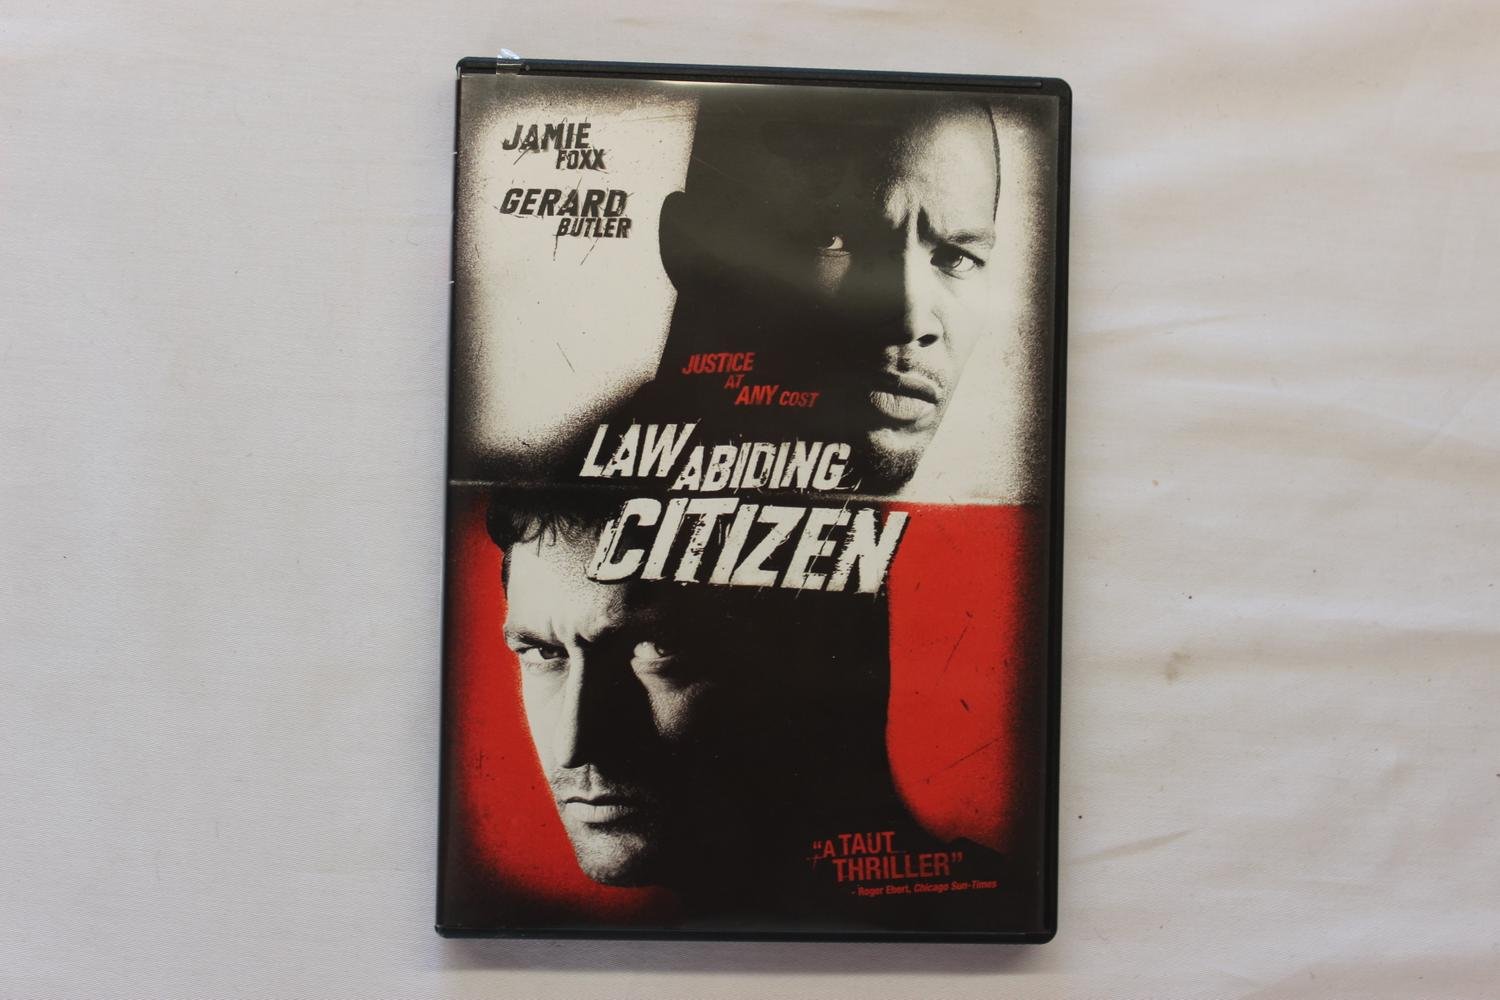 JAMIE
FOXX
GERARD
BUTLER
JUSTICE
AT
ANY COST
LAW ABIDING
CITIZEN
“A TAUT
THRILLER”
- Roger Ebert, Chicago Sun-Times